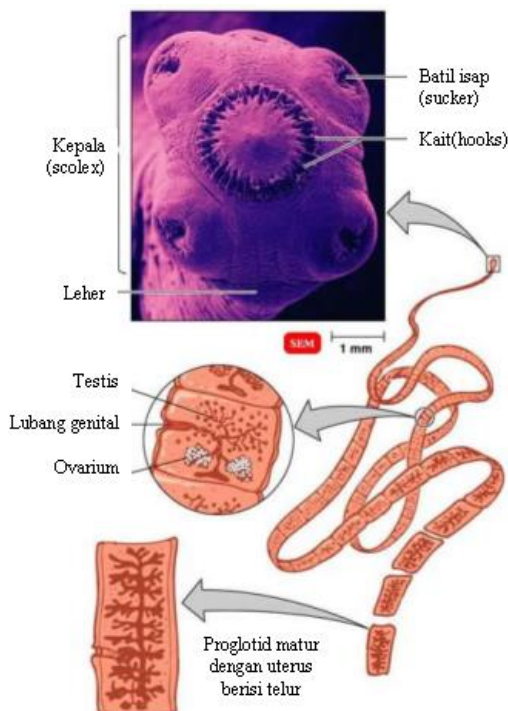 Batil isap
(sucker)
Kait(hooks)
Kepala
(scolex)
Leher
SEM
1 mm
Testis
Lubang genital
Ovarium
Proglotid matur
dengan uterus
berisi telur